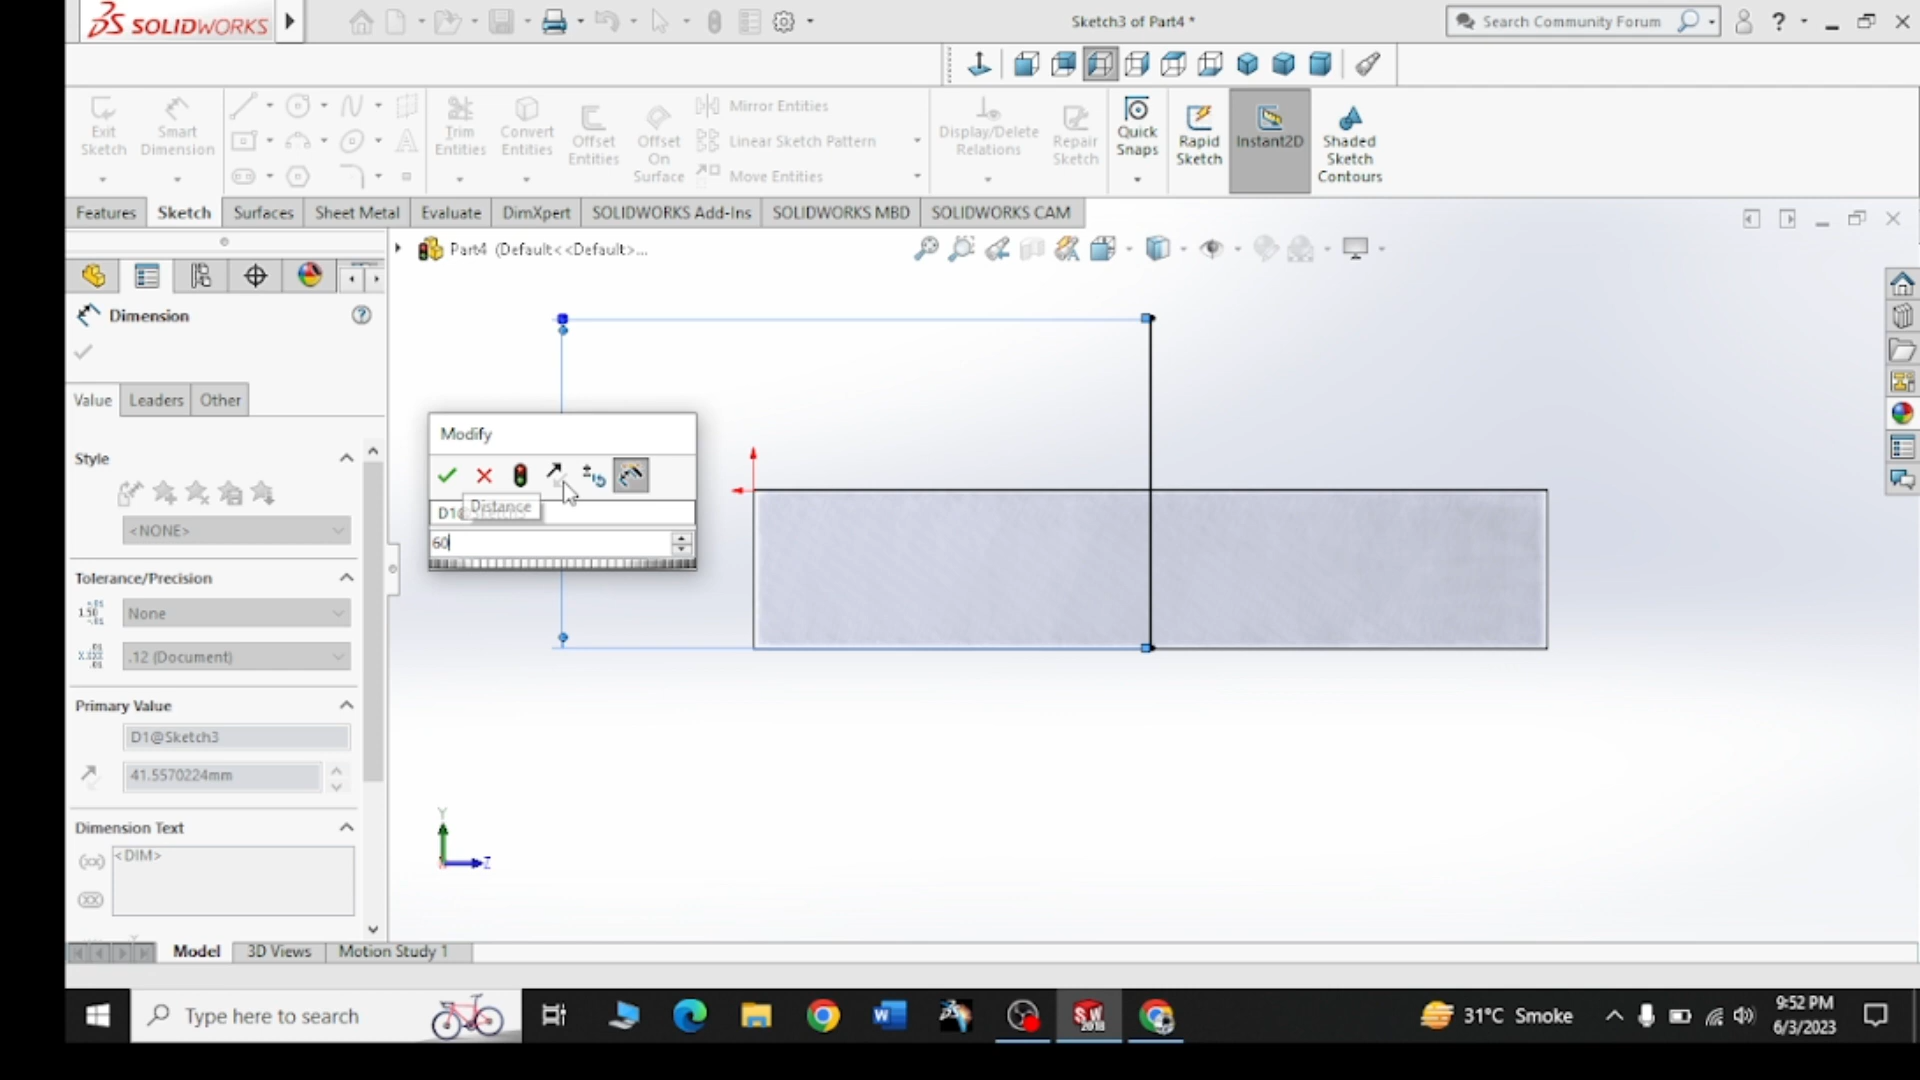 SOLIDWORKS
Sketch3 of Part4 *
Search Community Forum
?
Exit Sketch
Smart Dimension
Trim Entities
Convert Entities
Offset Entities
Offset On Surface
Mirror Entities
Linear Sketch Pattern
Move Entities
Display/Delete Relations
Repair Sketch
Quick Snaps
Rapid Sketch
Instant2D
Shaded Sketch Contours
Features
Sketch
Surfaces
Sheet Metal
Evaluate
DimXpert
SOLIDWORKS Add-Ins
SOLIDWORKS MBD
SOLIDWORKS CAM
Part4 (Default<<Default>...
Dimension
Value
Leaders
Other
Style
<NONE>
Tolerance/Precision
None
.12 (Document)
Primary Value
D1@Sketch3
41.5570224mm
Dimension Text
<DIM>
Modify
Distance
D1@
60
Y
Z
Model
3D Views
Motion Study 1
Type here to search
31°C Smoke
9:52 PM
6/3/2023